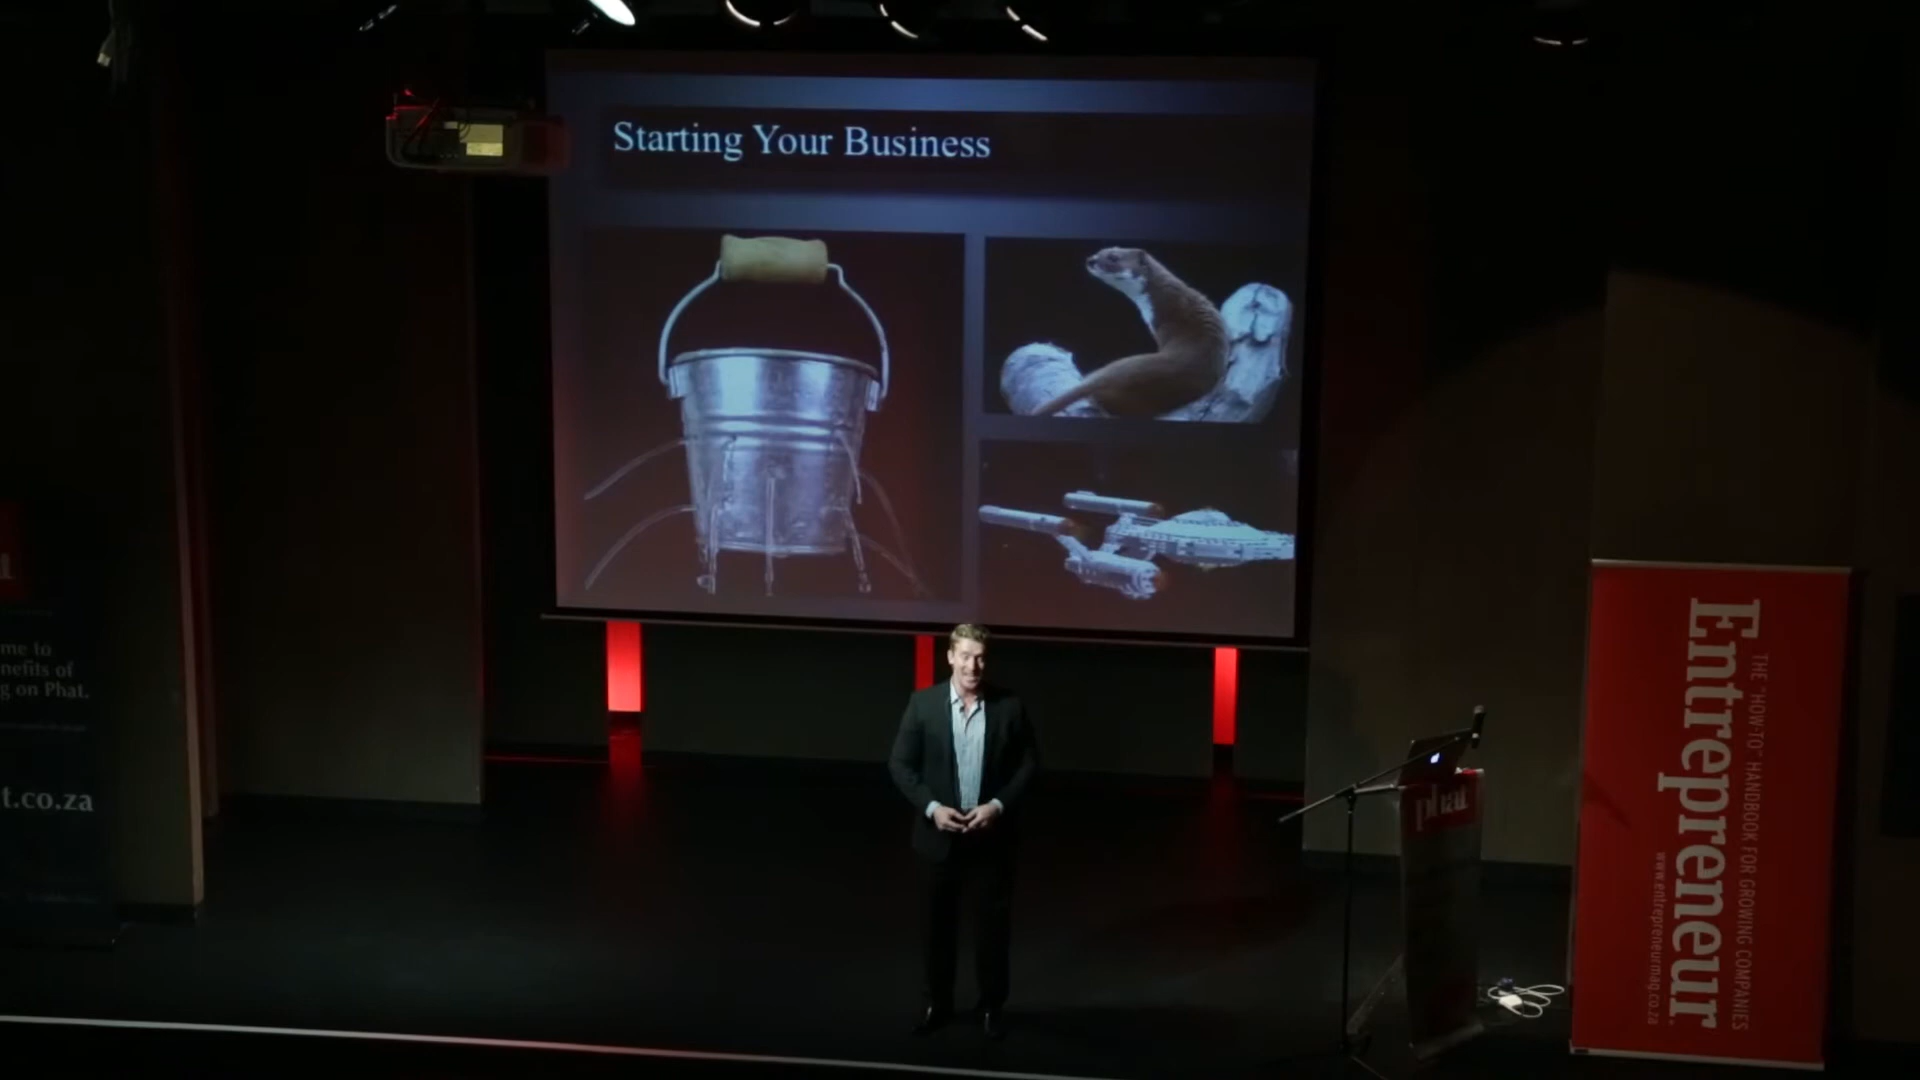 Starting Your Business
me to
nefits of
g on Phat.
t.co.za
phat
Entrepreneur
THE "HOW-TO" HANDBOOK FOR GROWING COMPANIES
www.entrepreneurmag.co.za